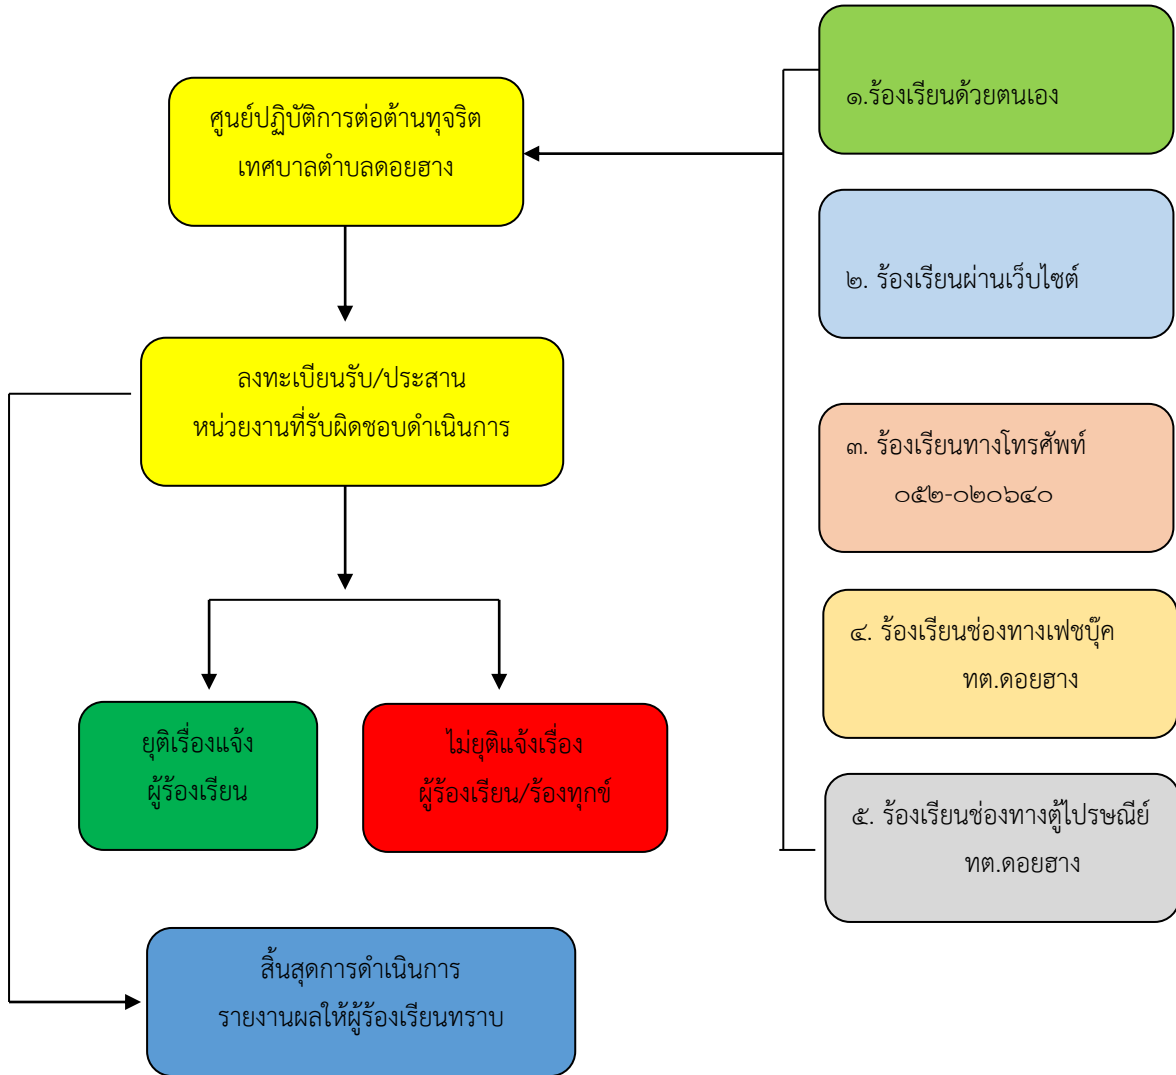 ศูนย์ปฏิบัติการต่อต้านทุจริต
เทศบาลตำบลดอยฮาง
ลงทะเบียนรับ/ประสาน
หน่วยงานที่รับผิดชอบดำเนินการ
ยุติเรื่องแจ้ง
ผู้ร้องเรียน
ไม่ยุติแจ้งเรื่อง
ผู้ร้องเรียน/ร้องทุกข์
สิ้นสุดการดำเนินการ
รายงานผลให้ผู้ร้องเรียนทราบ
๑.ร้องเรียนด้วยตนเอง
๒. ร้องเรียนผ่านเว็บไซต์
๓. ร้องเรียนทางโทรศัพท์
๐๕๒-๐๒๐๖๔๐
๔. ร้องเรียนช่องทางเฟชบุ๊ค
ทต.ดอยฮาง
๕. ร้องเรียนช่องทางตู้ไปรษณีย์
ทต.ดอยฮาง